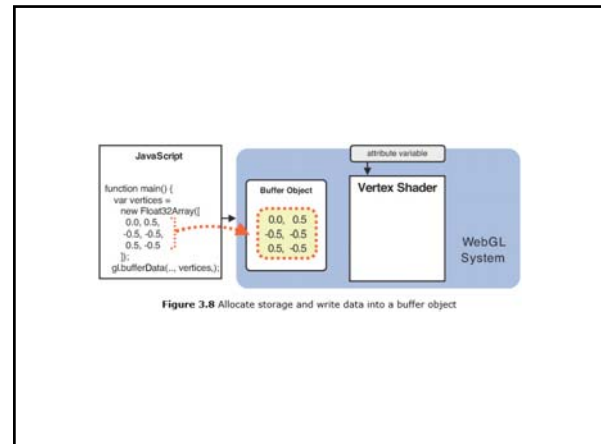 JavaScript
function main() {
var vertices =
new Float32Array([
0.0, 0.5,
-0.5, -0.5,
0.5, -0.5
]);
gl.bufferData(.., vertices,);
Buffer Object
0.0, 0.5
-0.5, -0.5
0.5, -0.5
attribute variable
Vertex Shader
WebGL
System
Figure 3.8 Allocate storage and write data into a buffer object